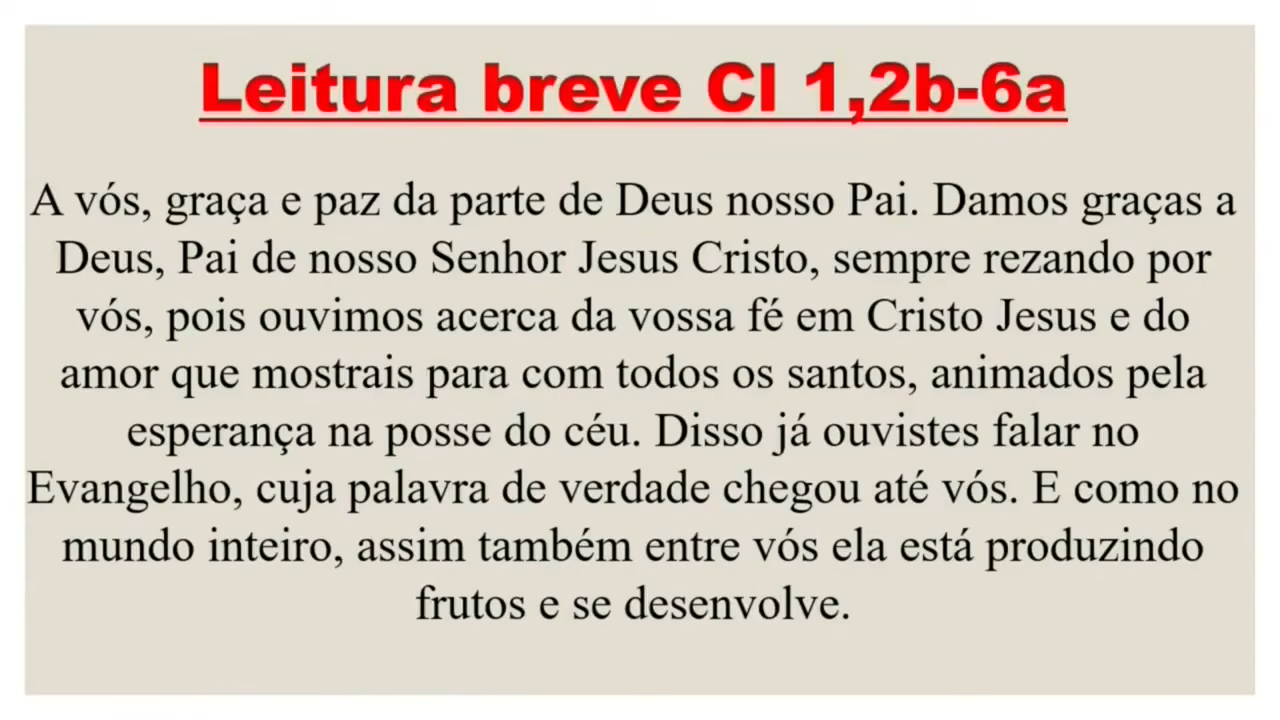 Leitura breve Cl 1,2b-6a
A vós, graça e paz da parte de Deus nosso Pai. Damos graças a
Deus, Pai de nosso Senhor Jesus Cristo, sempre rezando por
vós, pois ouvimos acerca da vossa fé em Cristo Jesus e do
amor que mostrais para com todos os santos, animados pela
esperança na posse do céu. Disso já ouvistes falar no
Evangelho, cuja palavra de verdade chegou até vós. E como no
mundo inteiro, assim também entre vós ela está produzindo
frutos e se desenvolve.